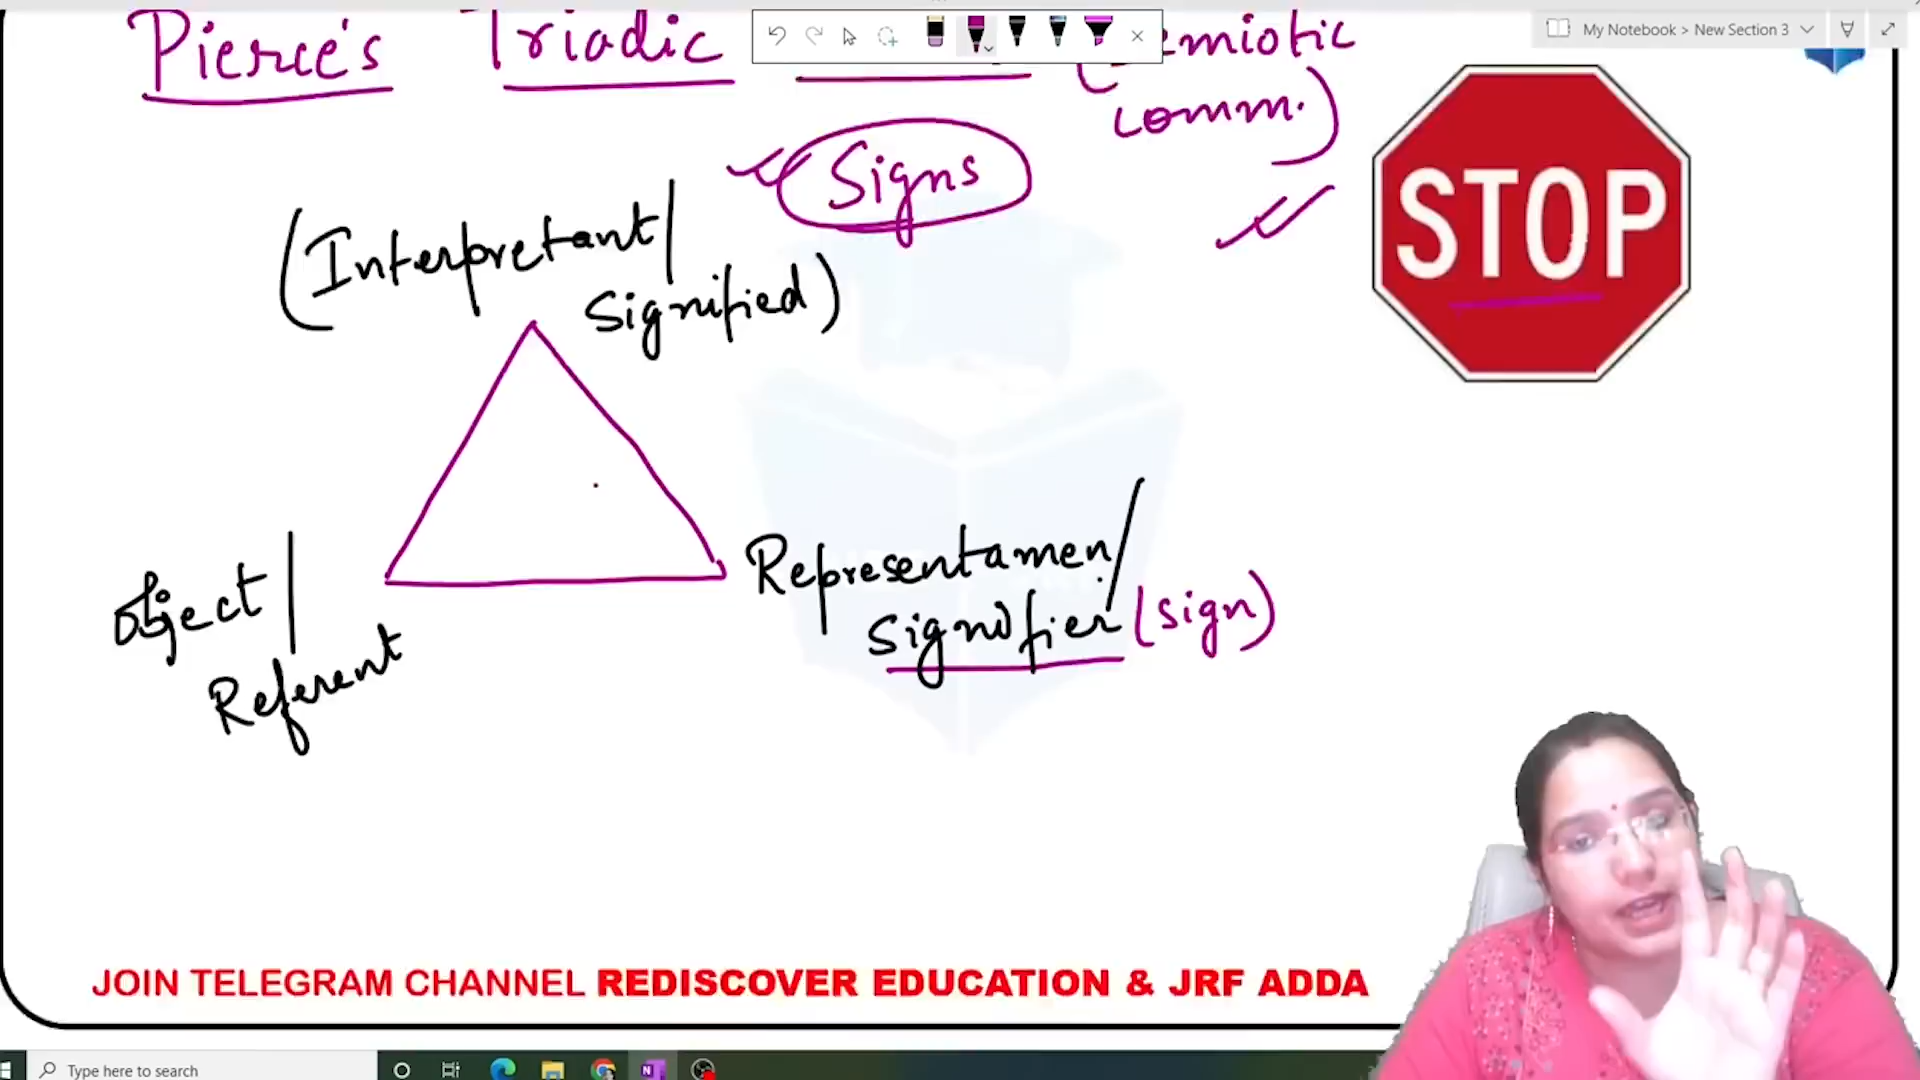 My Notebook > New Section 3
Pierce's Triadic (Semiotic
comm.)
Signs
STOP
(Interpretant/
Signified)
Representamen/
Signifier (sign)
Object/
Referent
JOIN TELEGRAM CHANNEL REDISCOVER EDUCATION & JRF ADDA
Type here to search